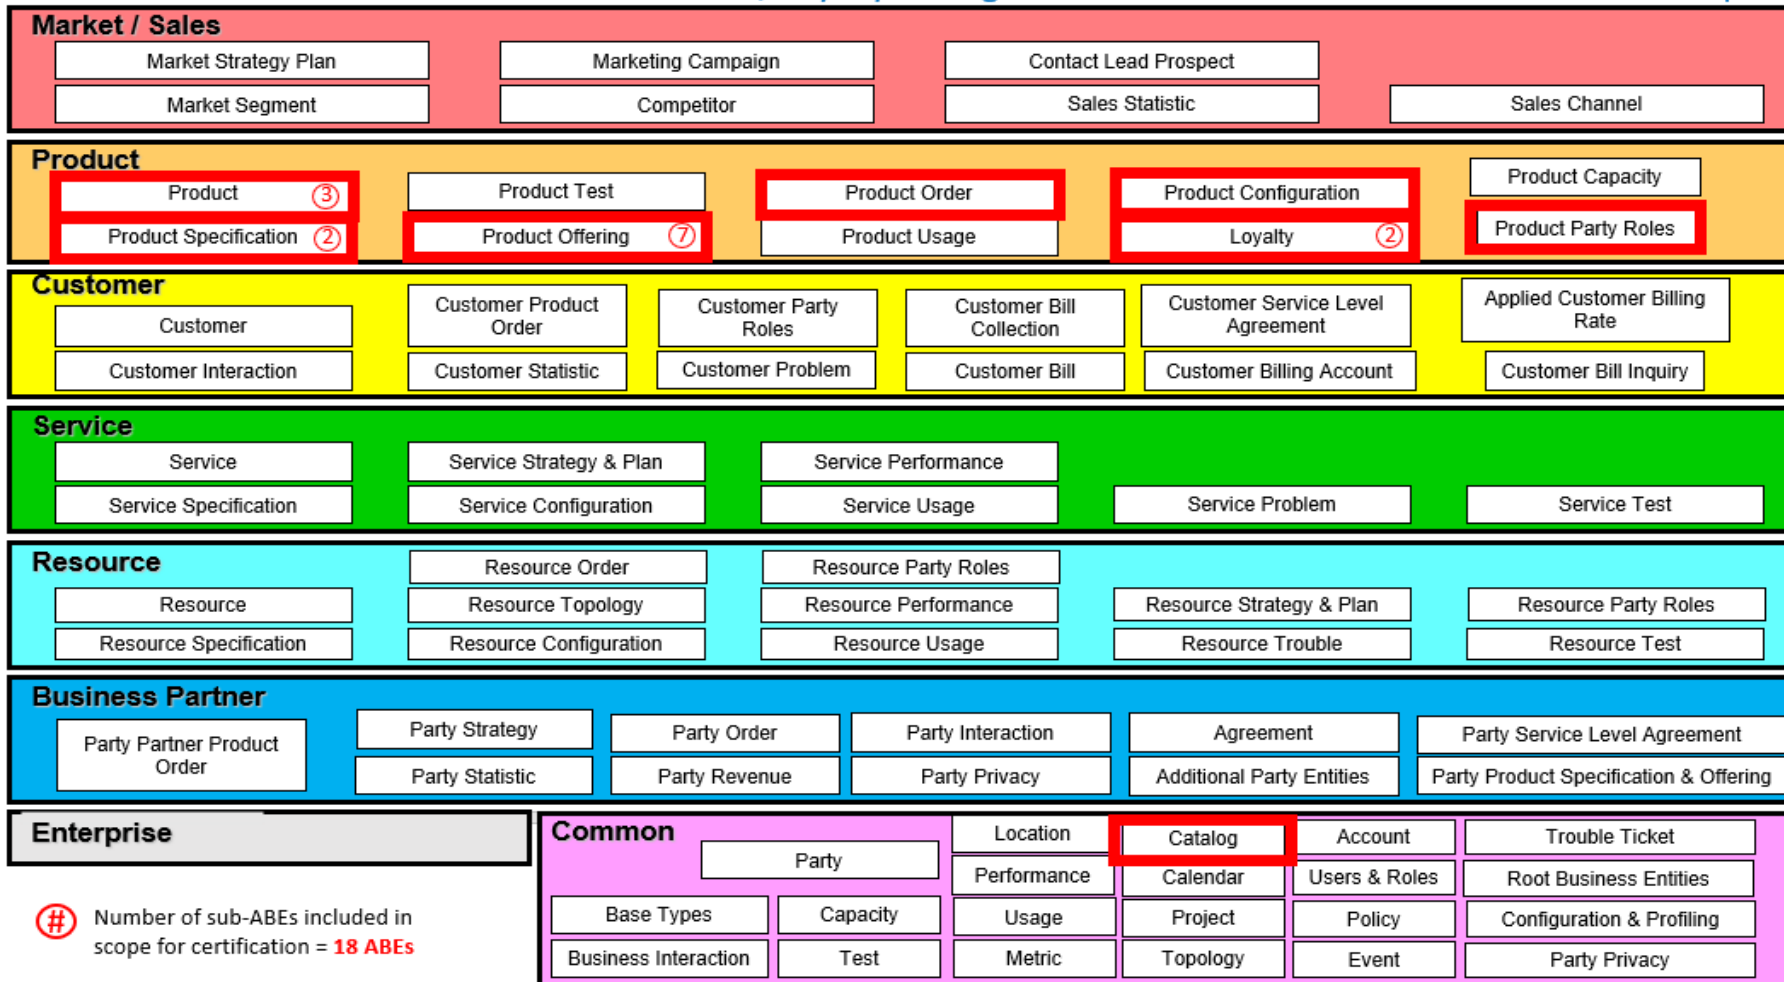 Market / Sales
Market Strategy Plan
Marketing Campaign
Contact Lead Prospect
Market Segment
Competitor
Sales Statistic
Sales Channel
Product
Product ③
Product Test
Product Order
Product Configuration
Product Capacity
Product Specification ②
Product Offering ⑦
Product Usage
Loyalty ②
Product Party Roles
Customer
Customer
Customer Product
Order
Customer Party
Roles
Customer Bill
Collection
Customer Service Level
Agreement
Applied Customer Billing
Rate
Customer Interaction
Customer Statistic
Customer Problem
Customer Bill
Customer Billing Account
Customer Bill Inquiry
Service
Service
Service Strategy & Plan
Service Performance
Service Specification
Service Configuration
Service Usage
Service Problem
Service Test
Resource
Resource Order
Resource Party Roles
Resource
Resource Topology
Resource Performance
Resource Strategy & Plan
Resource Party Roles
Resource Specification
Resource Configuration
Resource Usage
Resource Trouble
Resource Test
Business Partner
Party Partner Product
Order
Party Strategy
Party Order
Party Interaction
Agreement
Party Service Level Agreement
Party Statistic
Party Revenue
Party Privacy
Additional Party Entities
Party Product Specification & Offering
Enterprise
Common
Party
Location
Catalog
Account
Trouble Ticket
Performance
Calendar
Users & Roles
Root Business Entities
Base Types
Capacity
Usage
Project
Policy
Configuration & Profiling
Business Interaction
Test
Metric
Topology
Event
Party Privacy
# Number of sub-ABEs included in
scope for certification = 18 ABEs